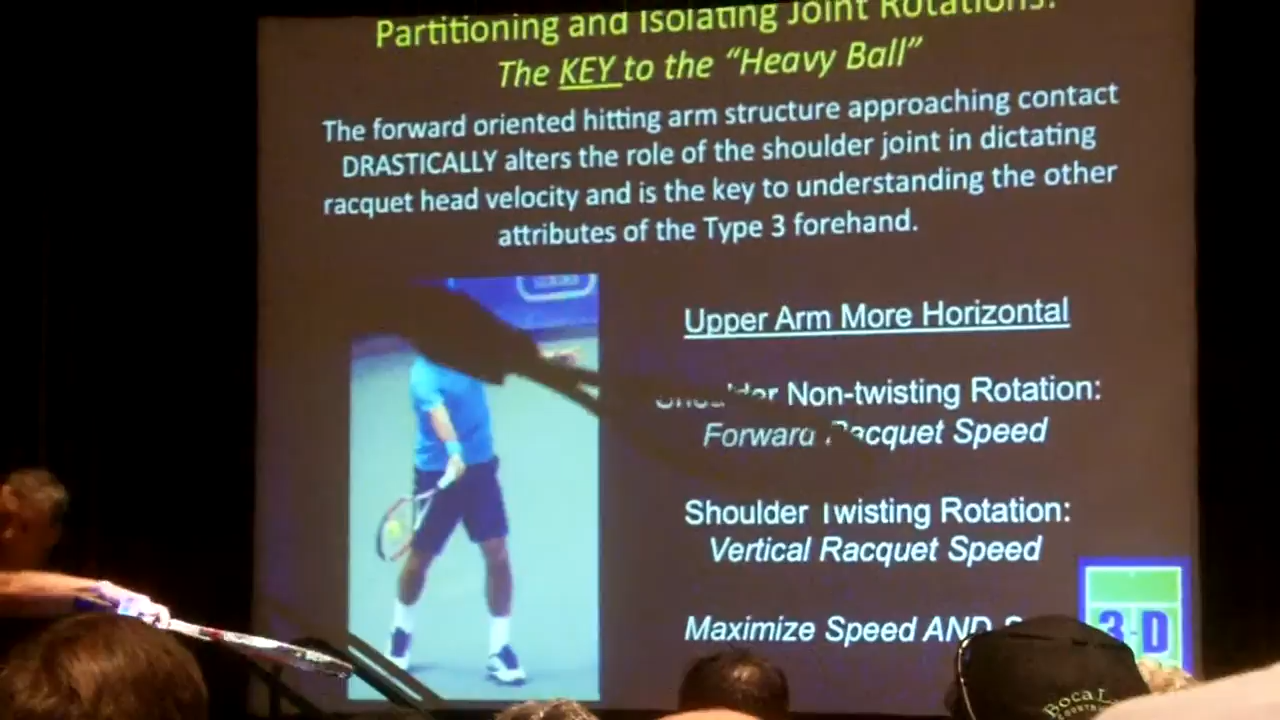 Partitioning and Isolating Joint Rotations:
The KEY to the “Heavy Ball”
The forward oriented hitting arm structure approaching contact
DRASTICALLY alters the role of the shoulder joint in dictating
racquet head velocity and is the key to understanding the other
attributes of the Type 3 forehand.
Upper Arm More Horizontal
Shoulder Non-twisting Rotation:
Forward Racquet Speed
Shoulder Twisting Rotation:
Vertical Racquet Speed
Maximize Speed AND
3-D
Boca